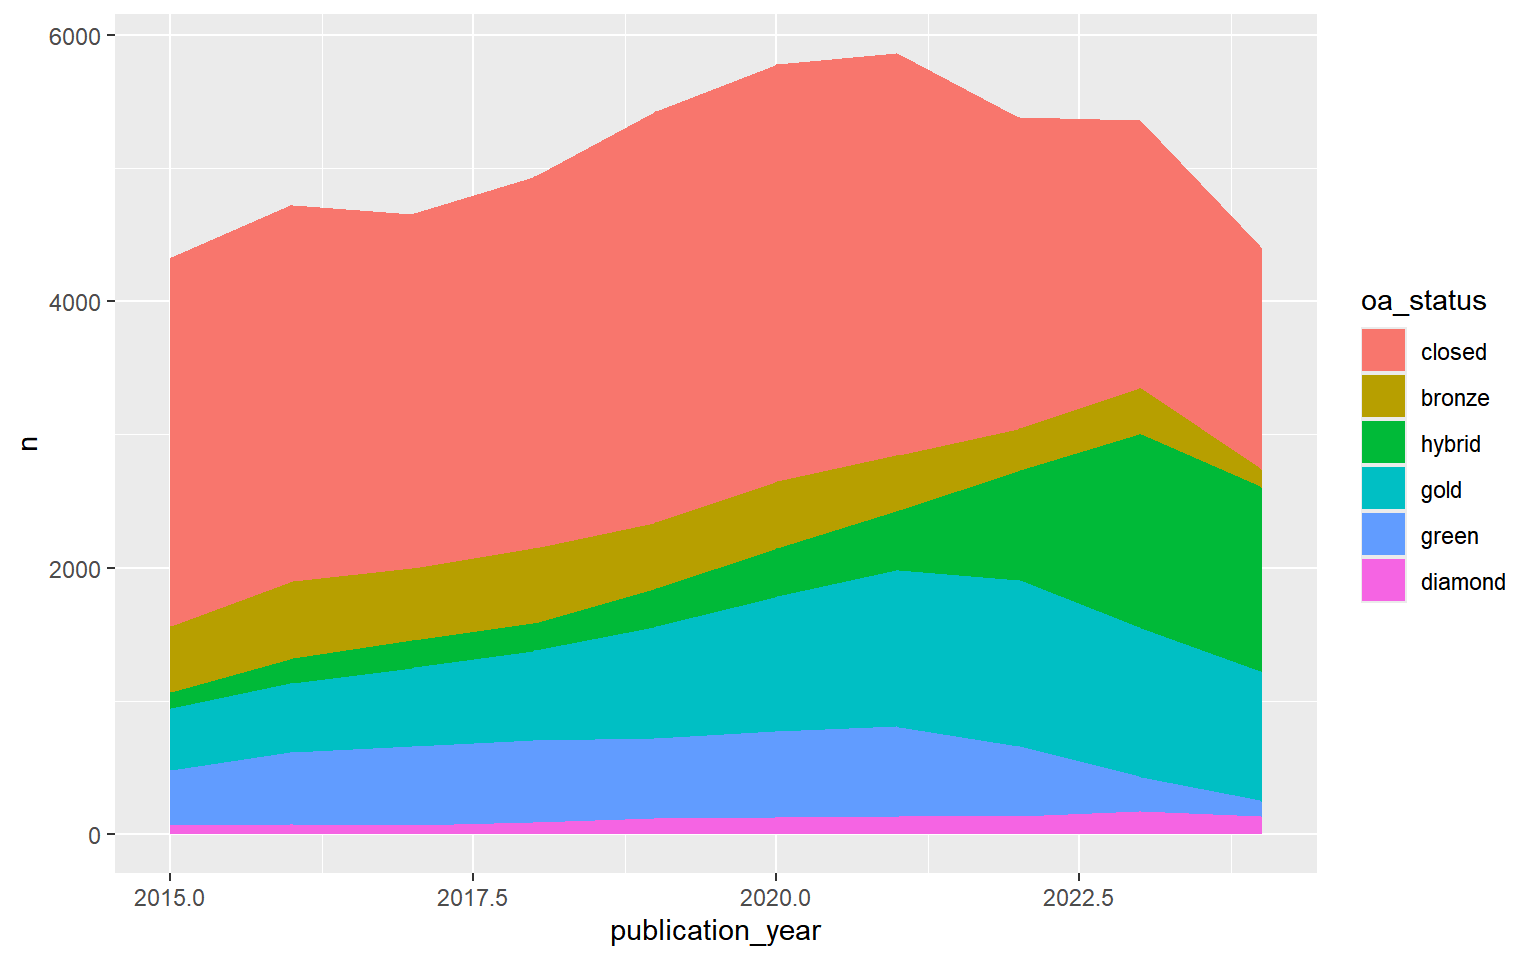 6000
4000
2000
0
n
2015.0
2017.5
2020.0
2022.5
publication_year
oa_status
closed
bronze
hybrid
gold
green
diamond